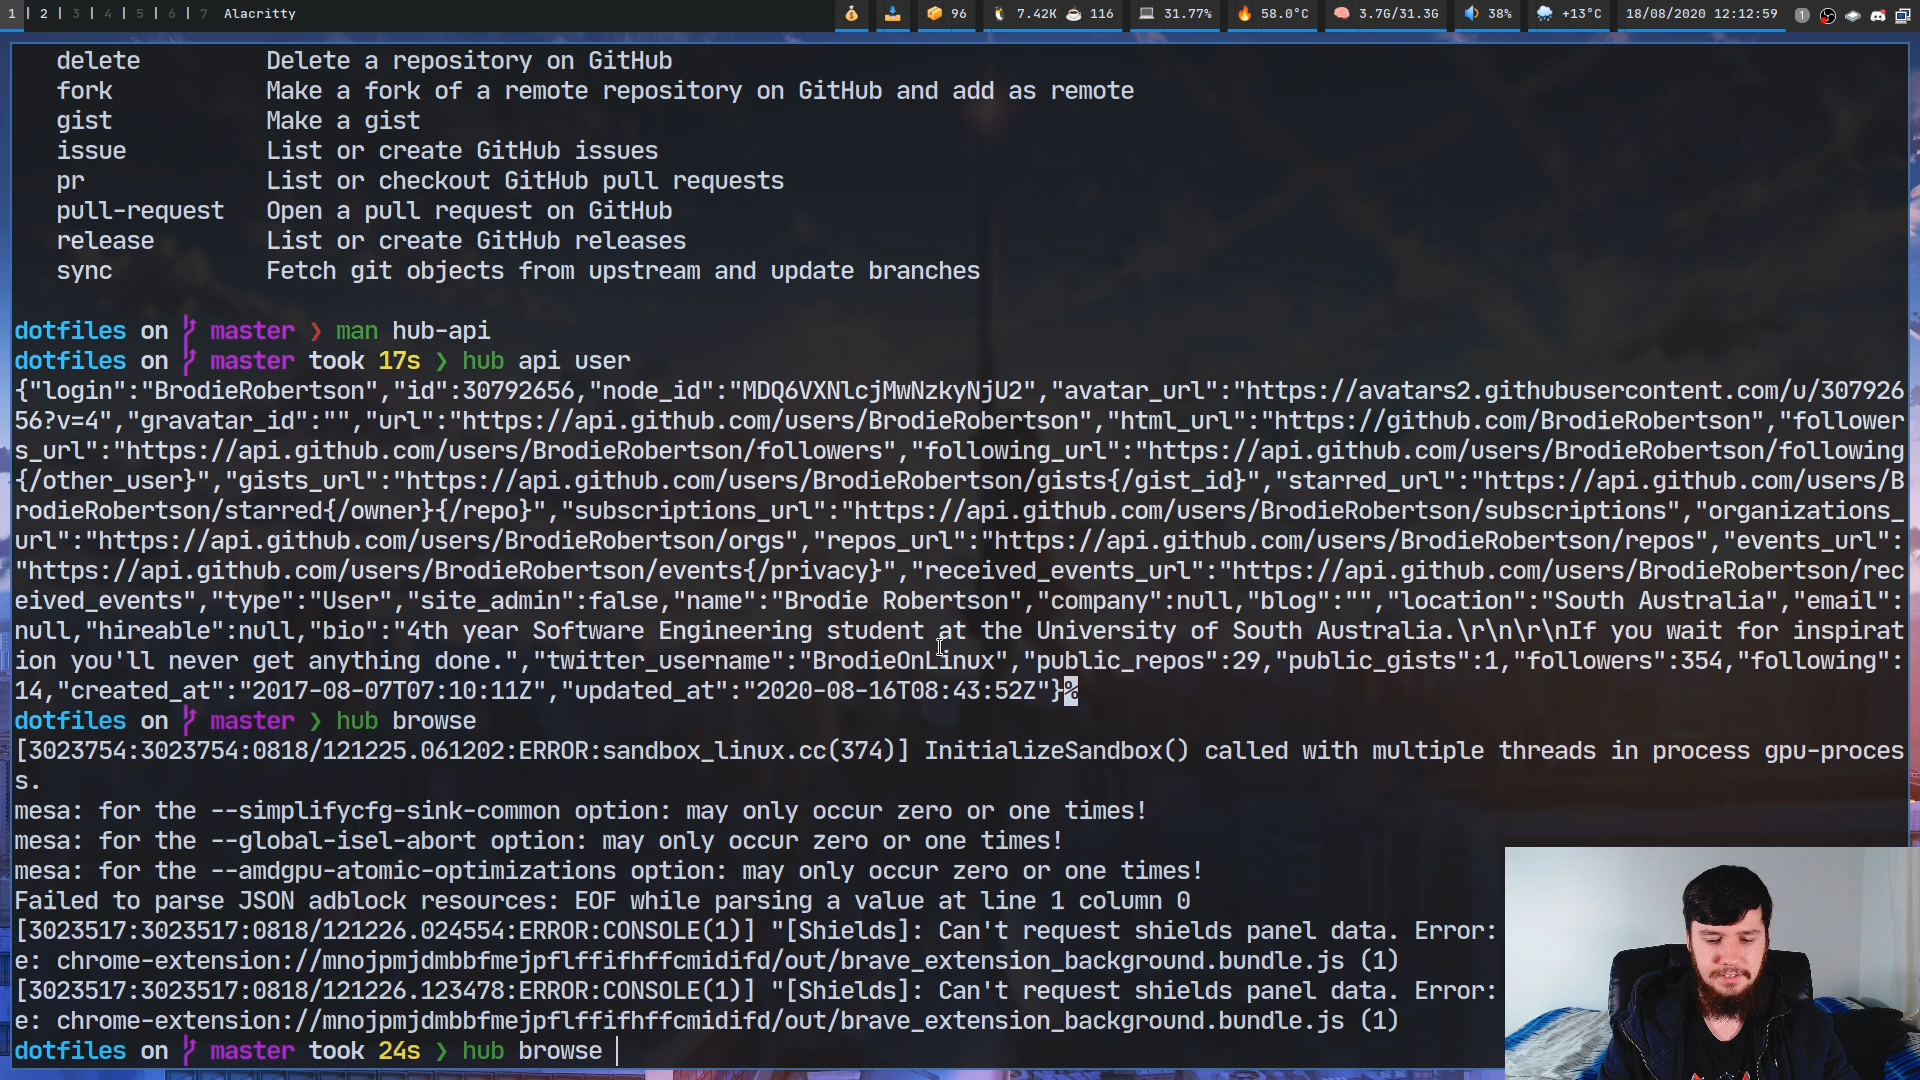 1 | 2 | 3 | 4 | 5 | 6 | 7 Alacritty 96 7.42K 116 31.77% 58.0°C 3.7G/31.3G 38% +13°C 18/08/2020 12:12:59 1
delete Delete a repository on GitHub
fork Make a fork of a remote repository on GitHub and add as remote
gist Make a gist
issue List or create GitHub issues
pr List or checkout GitHub pull requests
pull-request Open a pull request on GitHub
release List or create GitHub releases
sync Fetch git objects from upstream and update branches
dotfiles on master ❯ man hub-api
dotfiles on master took 17s ❯ hub api user
{"login":"BrodieRobertson","id":30792656,"node_id":"MDQ6VXNlcjMwNzkyNjU2","avatar_url":"https://avatars2.githubusercontent.com/u/307926
56?v=4","gravatar_id":"","url":"https://api.github.com/users/BrodieRobertson","html_url":"https://github.com/BrodieRobertson","follower
s_url":"https://api.github.com/users/BrodieRobertson/followers","following_url":"https://api.github.com/users/BrodieRobertson/following
{/other_user}","gists_url":"https://api.github.com/users/BrodieRobertson/gists{/gist_id}","starred_url":"https://api.github.com/users/B
rodieRobertson/starred{/owner}{/repo}","subscriptions_url":"https://api.github.com/users/BrodieRobertson/subscriptions","organizations_
url":"https://api.github.com/users/BrodieRobertson/orgs","repos_url":"https://api.github.com/users/BrodieRobertson/repos","events_url":
"https://api.github.com/users/BrodieRobertson/events{/privacy}","received_events_url":"https://api.github.com/users/BrodieRobertson/rec
eived_events","type":"User","site_admin":false,"name":"Brodie Robertson","company":null,"blog":"","location":"South Australia","email":
null,"hireable":null,"bio":"4th year Software Engineering student at the University of South Australia.\r\n\r\nIf you wait for inspirat
ion you'll never get anything done.","twitter_username":"BrodieOnLinux","public_repos":29,"public_gists":1,"followers":354,"following":
14,"created_at":"2017-08-07T07:10:11Z","updated_at":"2020-08-16T08:43:52Z"}%
dotfiles on master ❯ hub browse
[3023754:3023754:0818/121225.061202:ERROR:sandbox_linux.cc(374)] InitializeSandbox() called with multiple threads in process gpu-proces
s.
mesa: for the --simplifycfg-sink-common option: may only occur zero or one times!
mesa: for the --global-isel-abort option: may only occur zero or one times!
mesa: for the --amdgpu-atomic-optimizations option: may only occur zero or one times!
Failed to parse JSON adblock resources: EOF while parsing a value at line 1 column 0
[3023517:3023517:0818/121226.024554:ERROR:CONSOLE(1)] "[Shields]: Can't request shields panel data. Error:
e: chrome-extension://mnojpmjdmbbfmejpflffifhffcmidifd/out/brave_extension_background.bundle.js (1)
[3023517:3023517:0818/121226.123478:ERROR:CONSOLE(1)] "[Shields]: Can't request shields panel data. Error:
e: chrome-extension://mnojpmjdmbbfmejpflffifhffcmidifd/out/brave_extension_background.bundle.js (1)
dotfiles on master took 24s ❯ hub browse